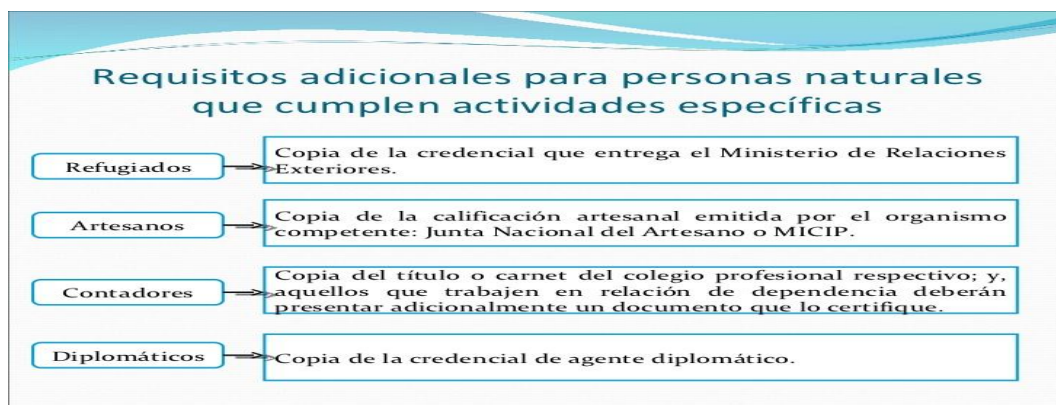 Requisitos adicionales para personas naturales
que cumplen actividades específicas
Refugiados
Copia de la credencial que entrega el Ministerio de Relaciones
Exteriores.
Artesanos
Copia de la calificación artesanal emitida por el organismo
competente: Junta Nacional del Artesano o MICIP.
Contadores
Copia del título o carnet del colegio profesional respectivo; y,
aquellos que trabajen en relación de dependencia deberán
presentar adicionalmente un documento que lo certifique.
Diplomáticos
Copia de la credencial de agente diplomático.